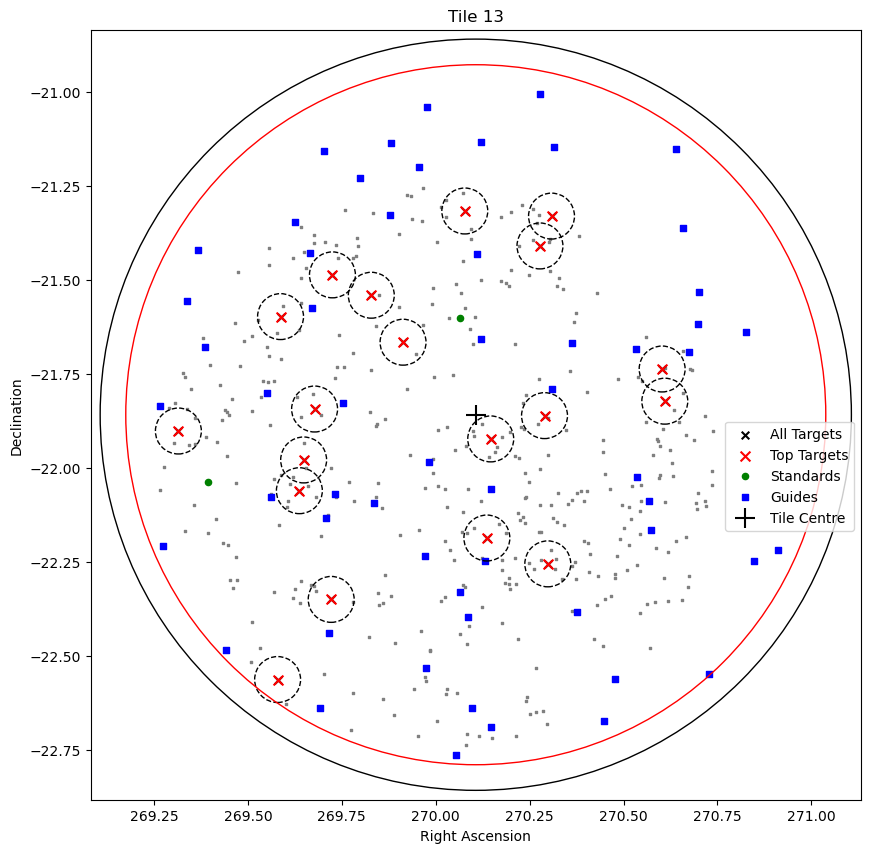 Tile 13
Declination
−21.00
−21.25
−21.50
−21.75
−22.00
−22.25
−22.50
−22.75
All Targets
Top Targets
Standards
Guides
Tile Centre
269.25 269.50 269.75 270.00 270.25 270.50 270.75 271.00
Right Ascension